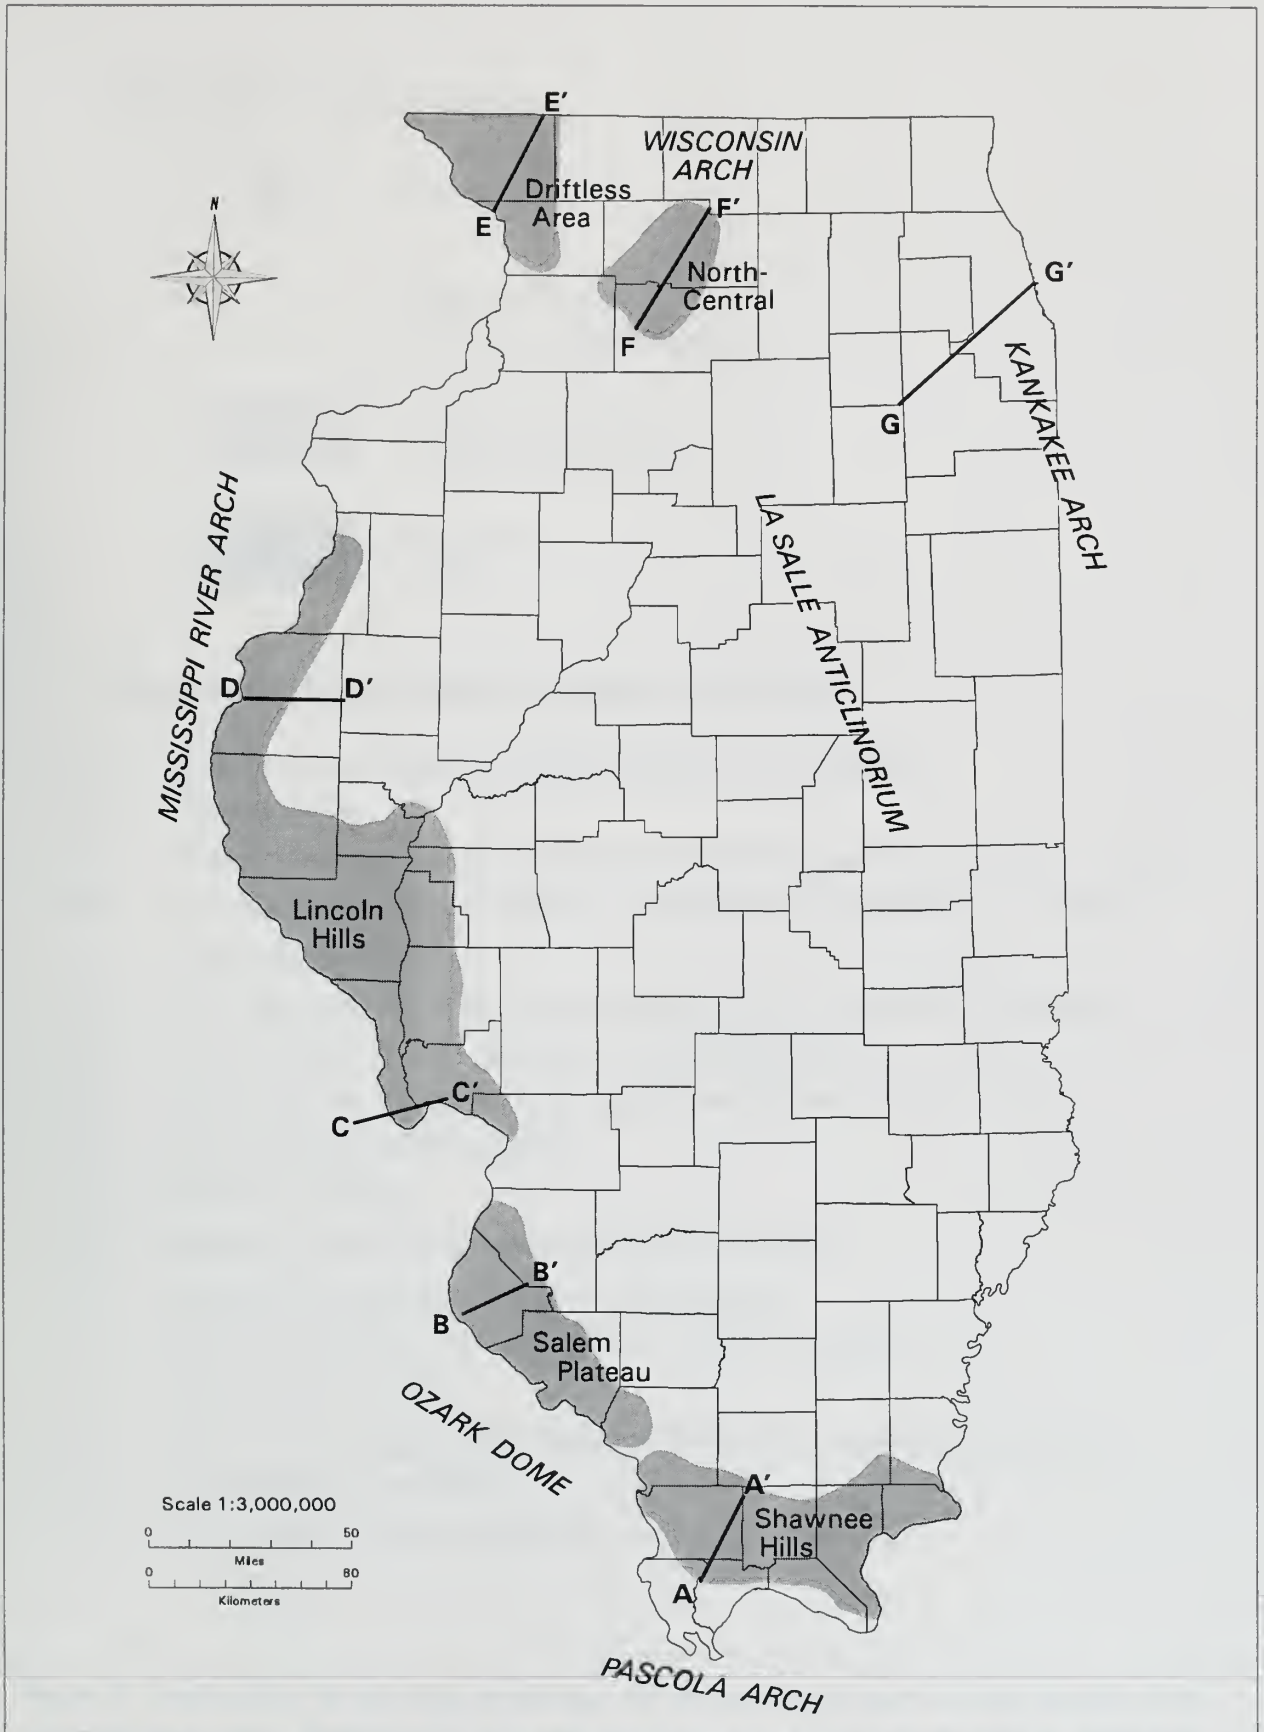 E'
WISCONSIN
ARCH
N
Driftless
Area
E
F'
North-
Central
F
G'
G
KANKAKEE ARCH
MISSISSIPPI RIVER ARCH
LA SALLE ANTICLINORIUM
D
D'
Lincoln
Hills
C'
C
B'
B
Salem
Plateau
OZARK DOME
A'
Shawnee
Hills
A
Scale 1:3,000,000
0 50
Miles
0 80
Kilometers
PASCOLA ARCH